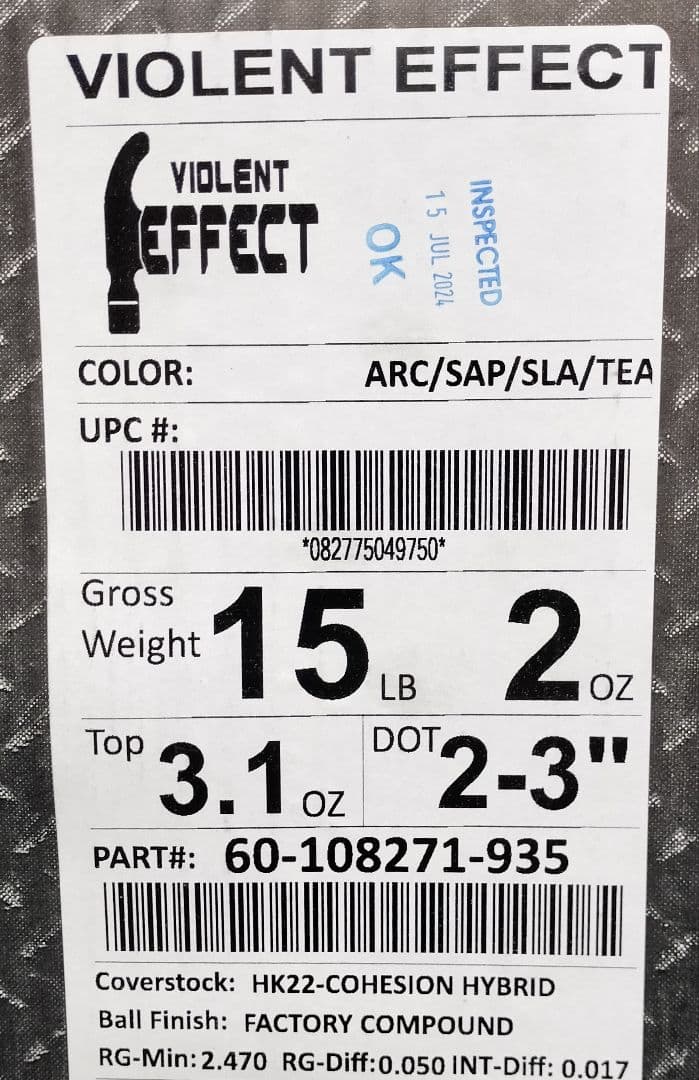 VIOLENT EFFECT
VIOLENT
EFFECT
OK
15 JUL 2024
INSPECTED
COLOR: ARC/SAP/SLA/TEA
UPC #:
*082775049750*
Gross
Weight 15 LB 2 OZ
Top 3.1 OZ DOT 2-3"
PART#: 60-108271-935
Coverstock: HK22-COHESION HYBRID
Ball Finish: FACTORY COMPOUND
RG-Min: 2.470 RG-Diff: 0.050 INT-Diff: 0.017